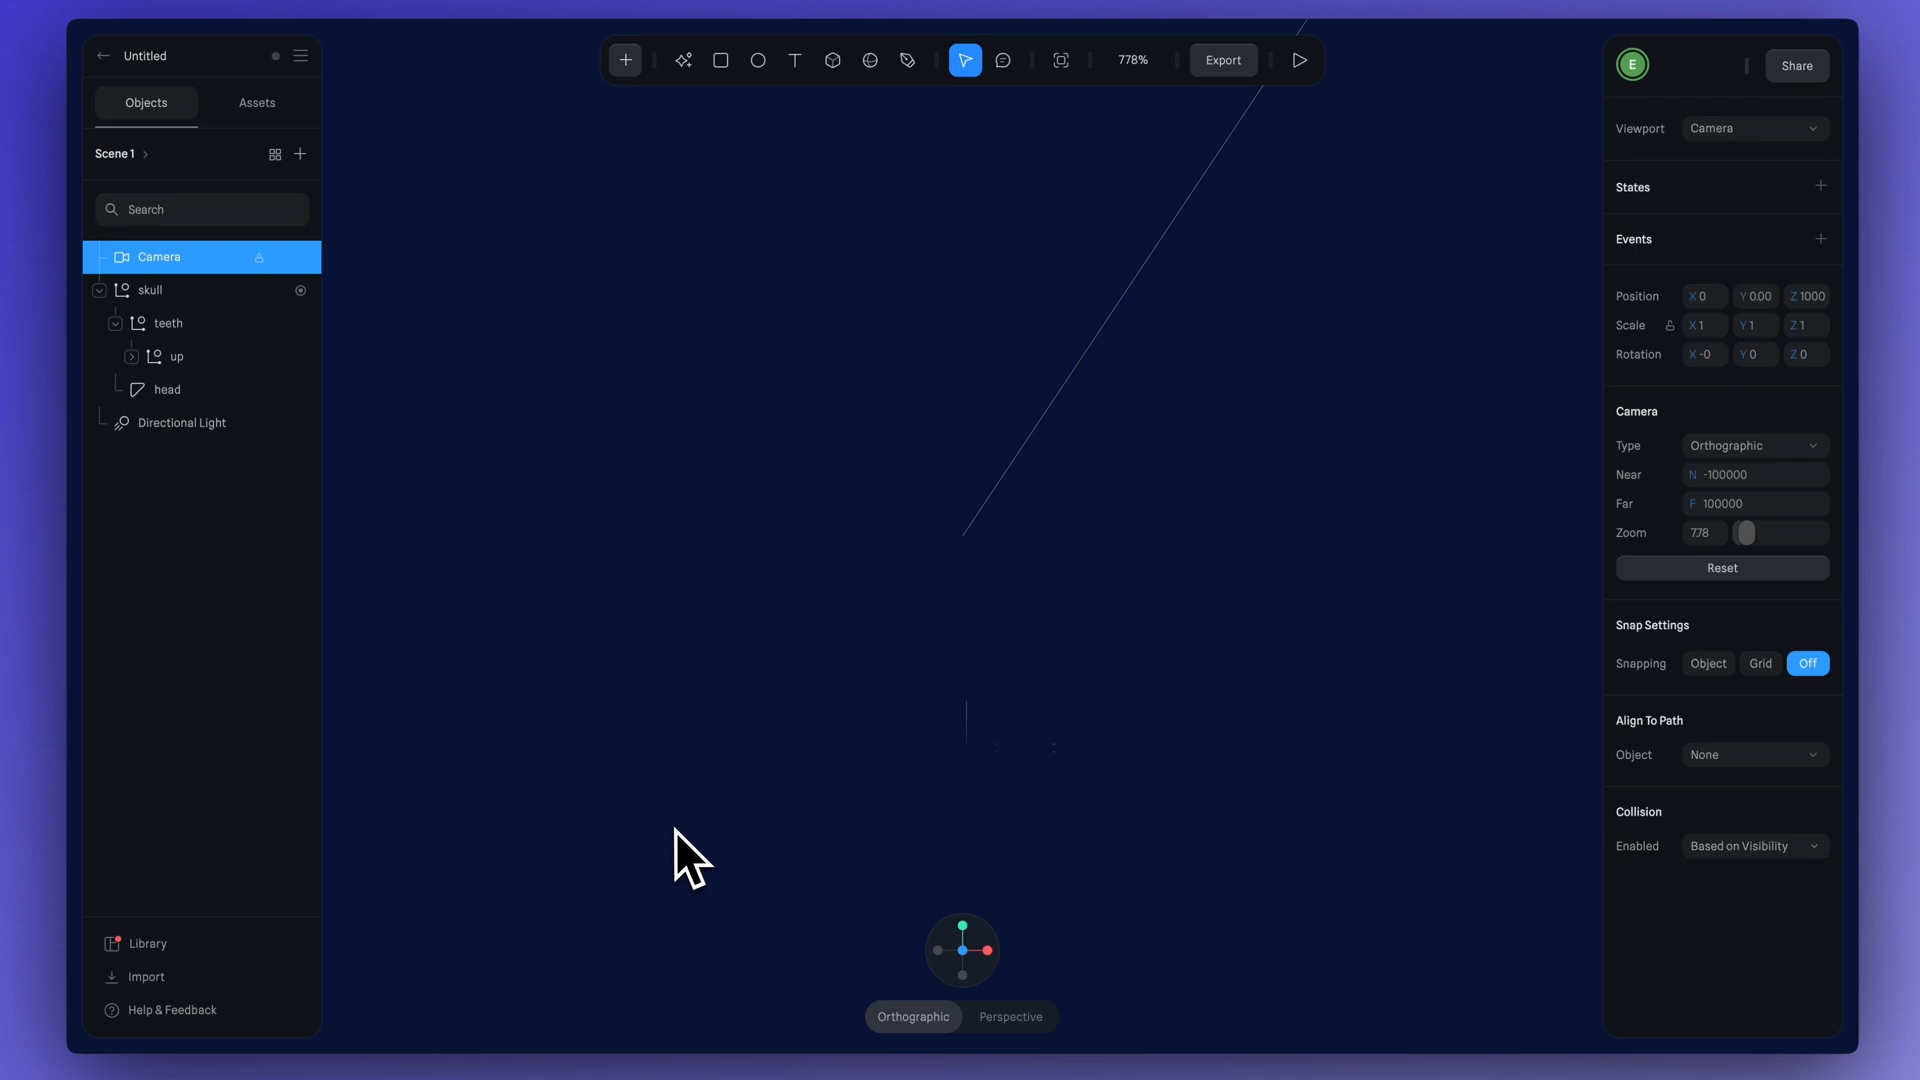 Untitled
Objects
Assets
Scene 1
Search
Camera
skull
teeth
up
head
Directional Light
Library
Import
Help & Feedback
778%
Export
Orthographic
Perspective
E
Share
Viewport
Camera
States
Events
Position
X 0
Y 0.00
Z 1000
Scale
X 1
Y 1
Z 1
Rotation
X -0
Y 0
Z 0
Camera
Type
Orthographic
Near
N -100000
Far
F 100000
Zoom
7.78
Reset
Snap Settings
Snapping
Object
Grid
Off
Align To Path
Object
None
Collision
Enabled
Based on Visibility